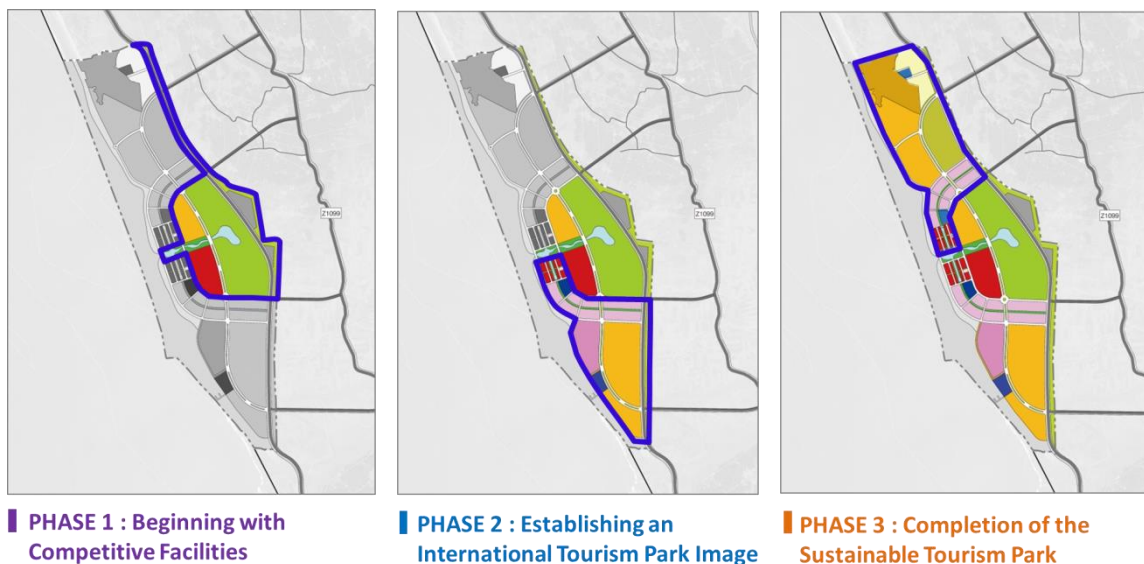 Z1099
Z1099
Z1099
PHASE 1 : Beginning with
Competitive Facilities
PHASE 2 : Establishing an
International Tourism Park Image
PHASE 3 : Completion of the
Sustainable Tourism Park